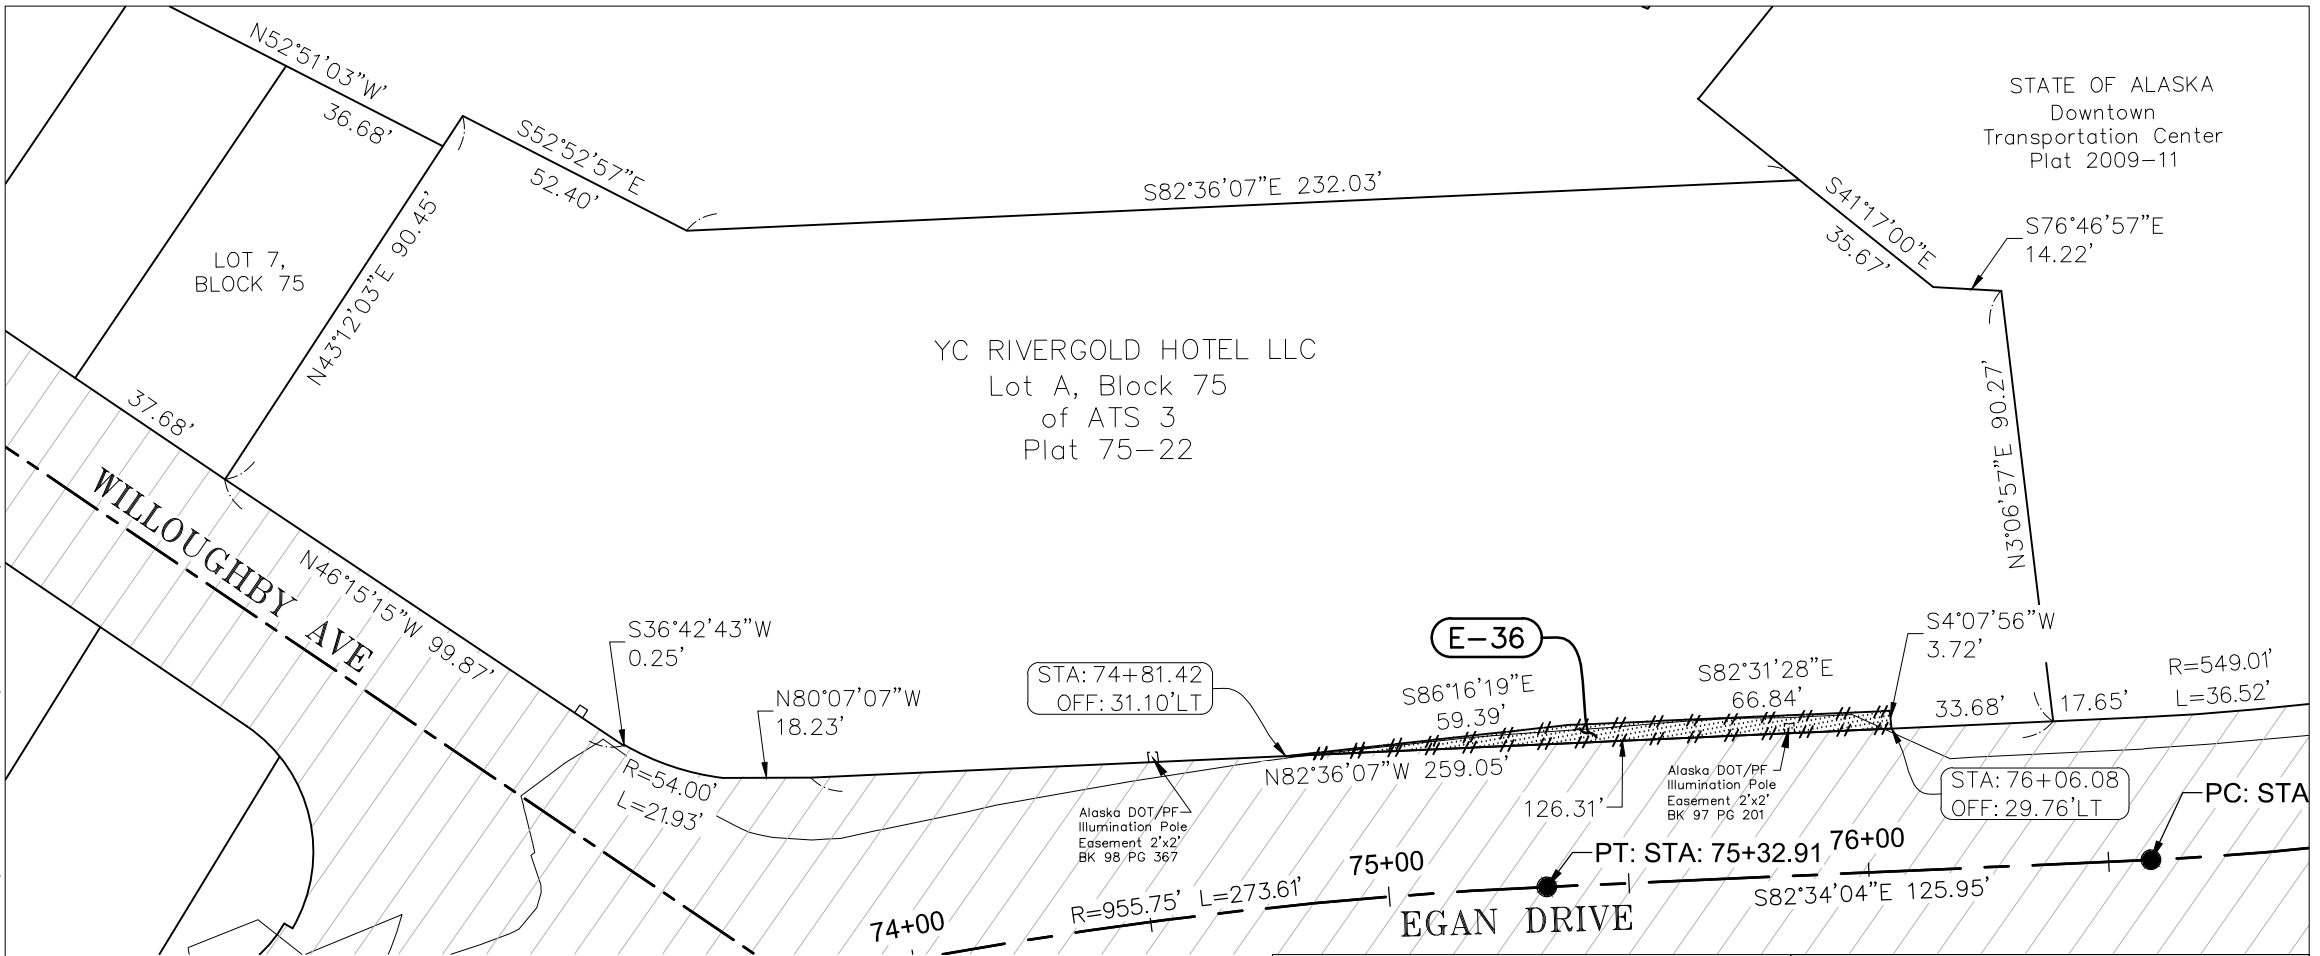 N52°51'03"W'
36.68'
S52°52'57"E
52.40'
S82°36'07"E 232.03'
STATE OF ALASKA
Downtown
Transportation Center
Plat 2009-11
S41°17'00"E
35.67'
S76°46'57"E
14.22'
LOT 7,
BLOCK 75
N43°12'03"E 90.45'
YC RIVERGOLD HOTEL LLC
Lot A, Block 75
of ATS 3
Plat 75-22
N3°06'57"E 90.27'
37.68'
WILLOUGHBY AVE
N46°15'15"W 99.87'
S36°42'43"W
0.25'
N80°07'07"W
18.23'
STA: 74+81.42
OFF: 31.10'LT
E-36
S86°16'19"E
59.39'
S82°31'28"E
66.84'
S4°07'56"W
3.72'
33.68'
17.65'
R=549.01'
L=36.52'
R=54.00'
L=21.93'
N82°36'07"W 259.05'
126.31'
Alaska DOT/PF
Illumination Pole
Easement 2'x2'
BK 98 PG 367
Alaska DOT/PF
Illumination Pole
Easement 2'x2'
BK 97 PG 201
STA: 76+06.08
OFF: 29.76'LT
PC: STA
PT: STA: 75+32.91
76+00
75+00
74+00
R=955.75' L=273.61'
S82°34'04"E 125.95'
EGAN DRIVE